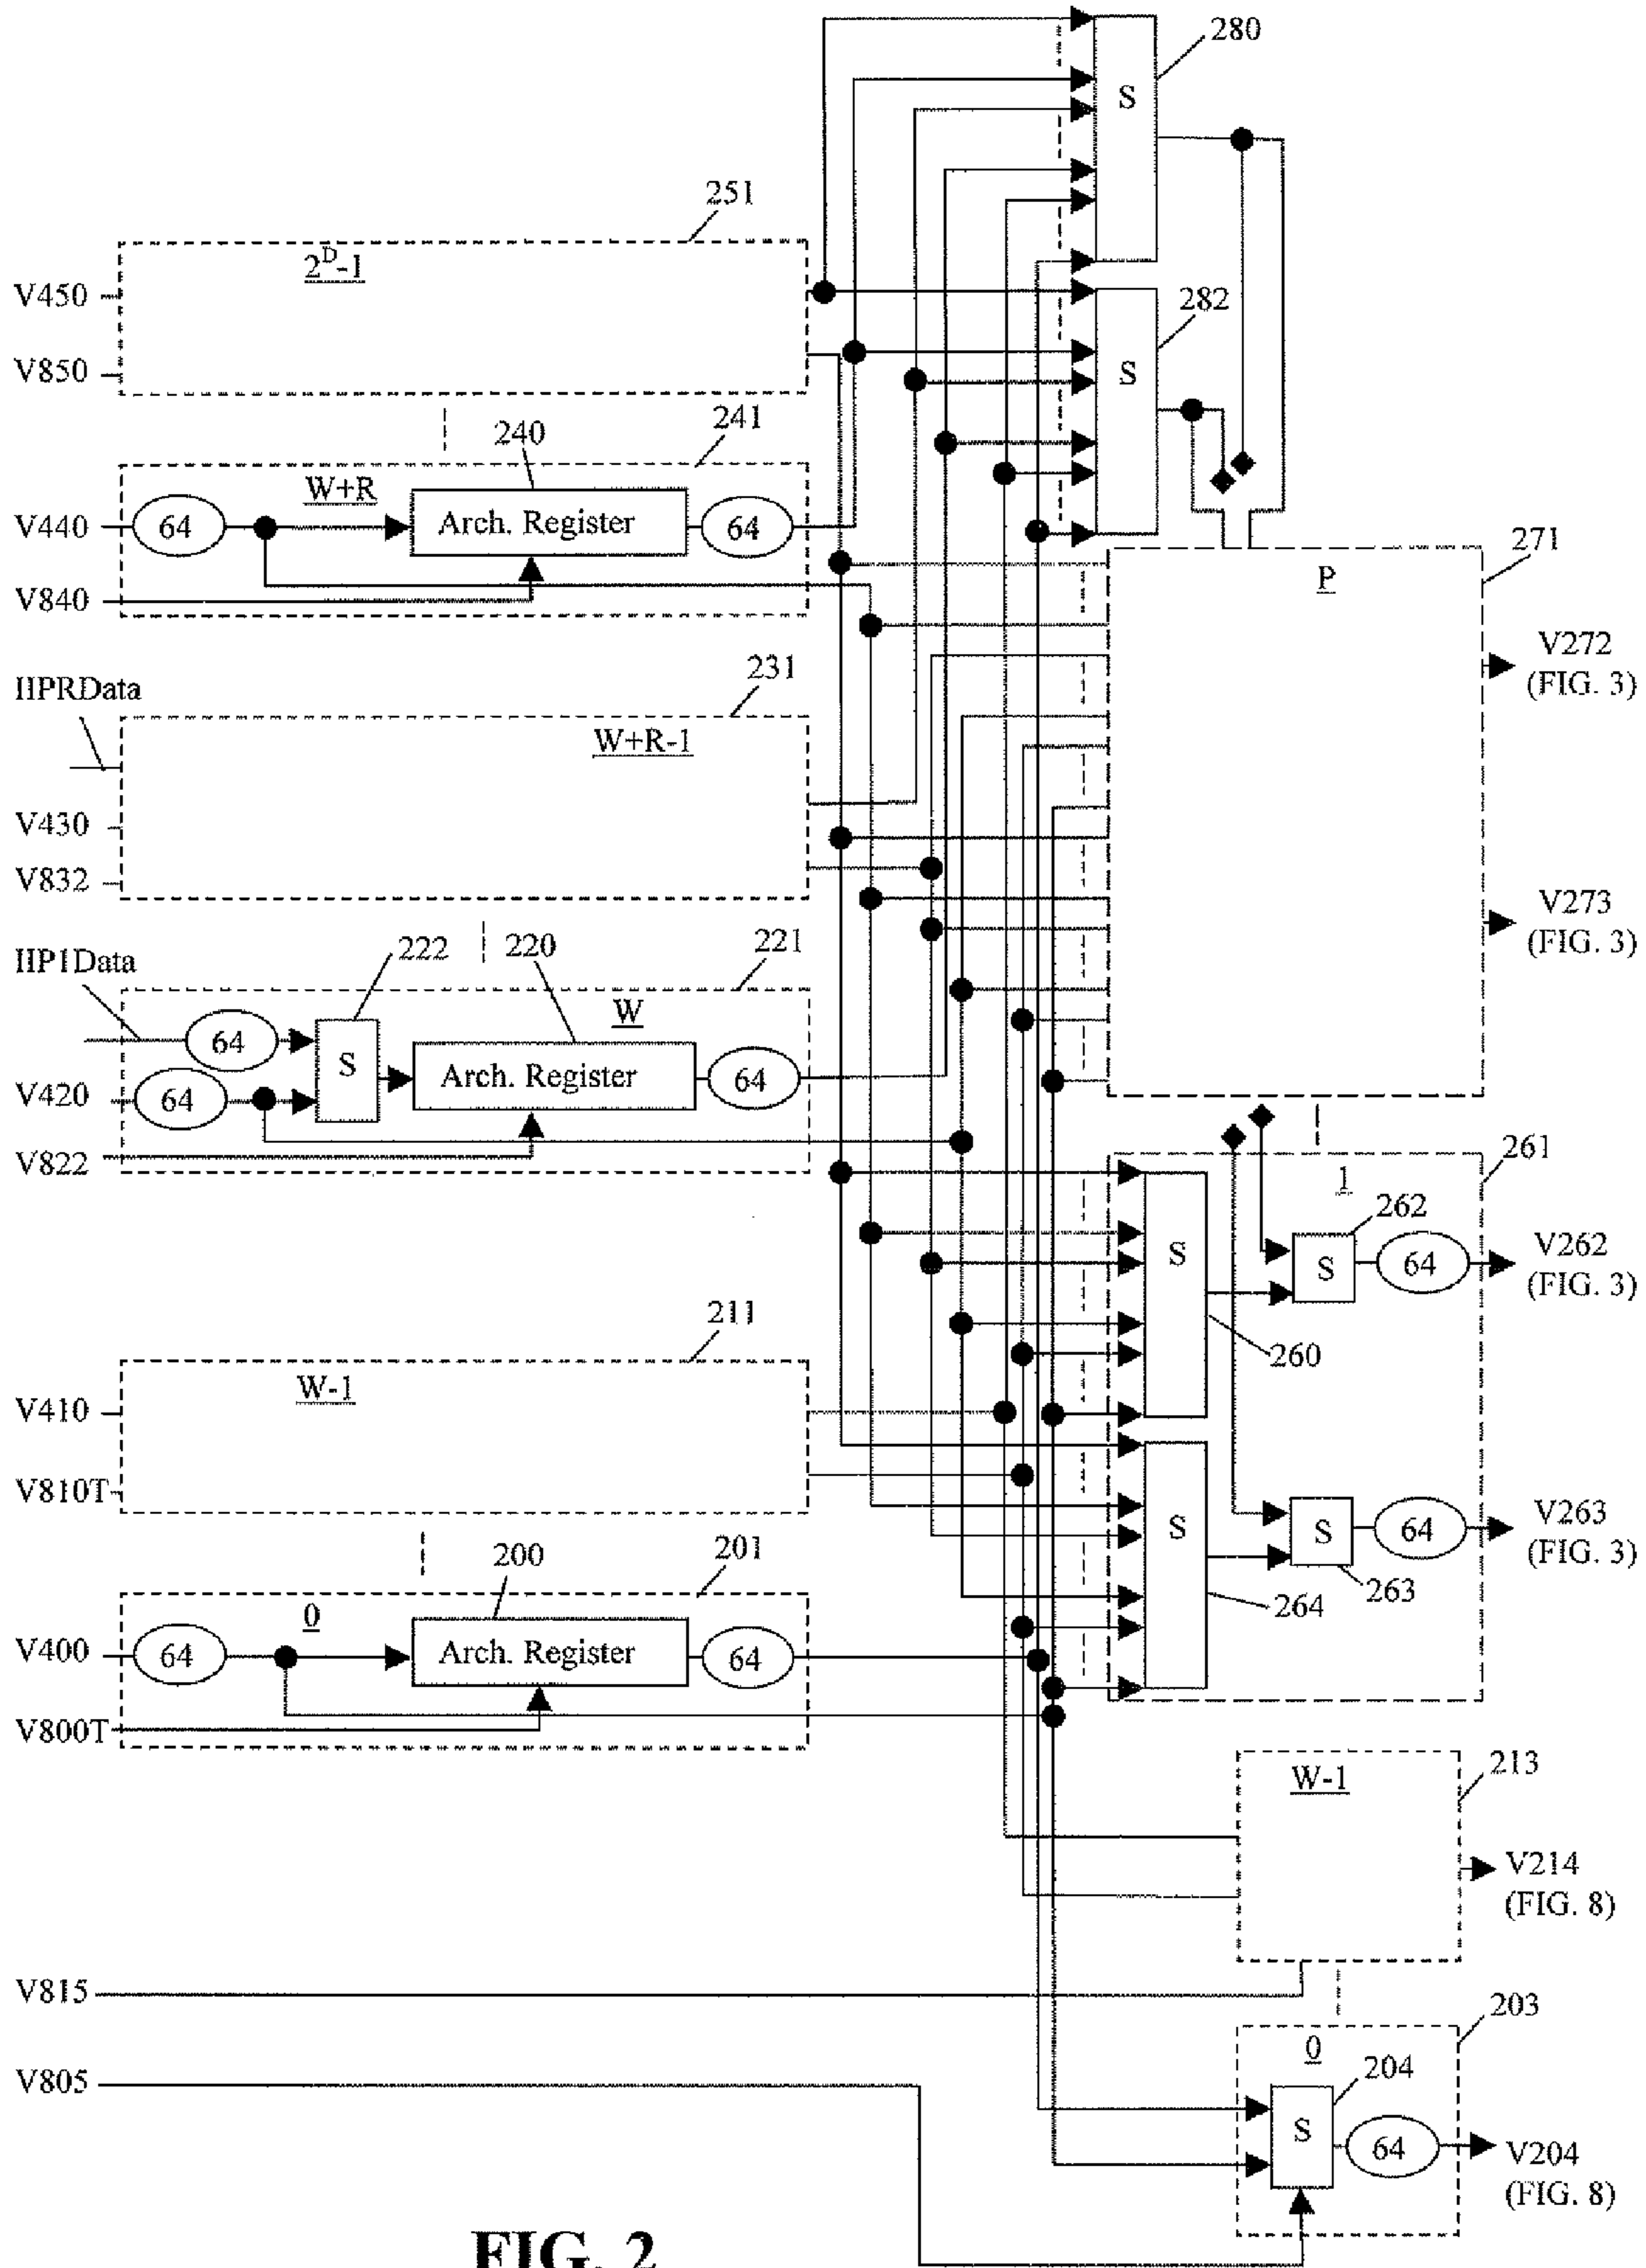 280
S
251
2^D-1
V450
V850
282
S
240
241
W+R
V440
64
Arch. Register
64
V840
271
P
V272
(FIG. 3)
IIPRData
231
W+R-1
V430
V832
V273
(FIG. 3)
IIP1Data
222
220
221
W
64
S
V420
64
Arch. Register
64
V822
261
1
262
S
S
64
V262
(FIG. 3)
260
211
W-1
V410
V810T
S
S
64
V263
(FIG. 3)
263
264
200
201
0
V400
64
Arch. Register
64
V800T
213
W-1
V214
(FIG. 8)
V815
203
0
V805
204
S
64
V204
(FIG. 8)
FIG. 2